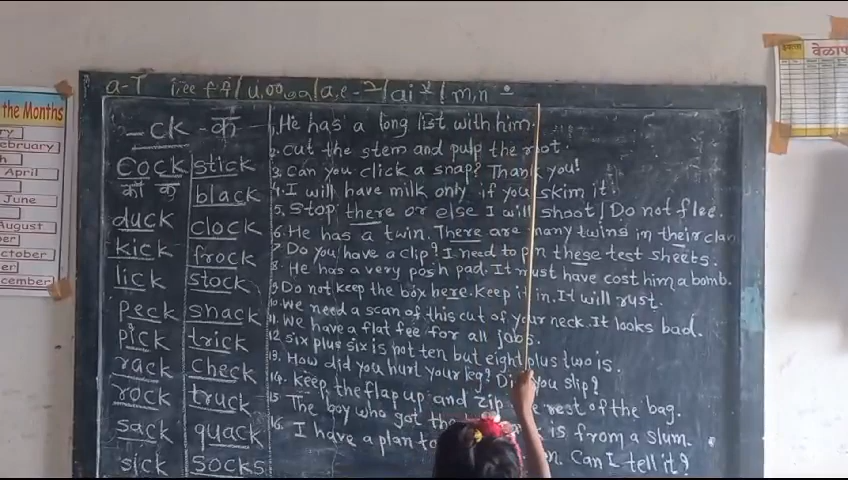 the Months
February
April
June
August
October
December
वेळाप
ck - क
cock
को क
duck
kick
lick
peck
pick
rack
rock
sack
sick
stick
black
clock
frock
stock
snack
trick
check
truck
quack
socks
1. He has a long list with him.
2. cut the stem and pulp the root.
3. can you click a snap? Thank you!
4. I will have milk only if you skim it.
5. Stop there or else I will shoot! Do not flee.
6. He has a twin. There are many twins in their clan
7. Do you have a clip? I need to pin these test sheets.
8. He has a very posh pad. It must have cost him a bomb.
9. Do not keep the box here. Keep it in. It will rust.
10. We need a scan of this cut of your neck. It looks bad.
11. We have a flat fee for all jobs.
12 six plus six is not ten but eight plus two is.
13. How did you hurt your leg? Did you slip?
14. keep the flap up and zip the rest of the bag.
15 The boy who got the is from a slum.
16. I have a plan to Can I tell it?